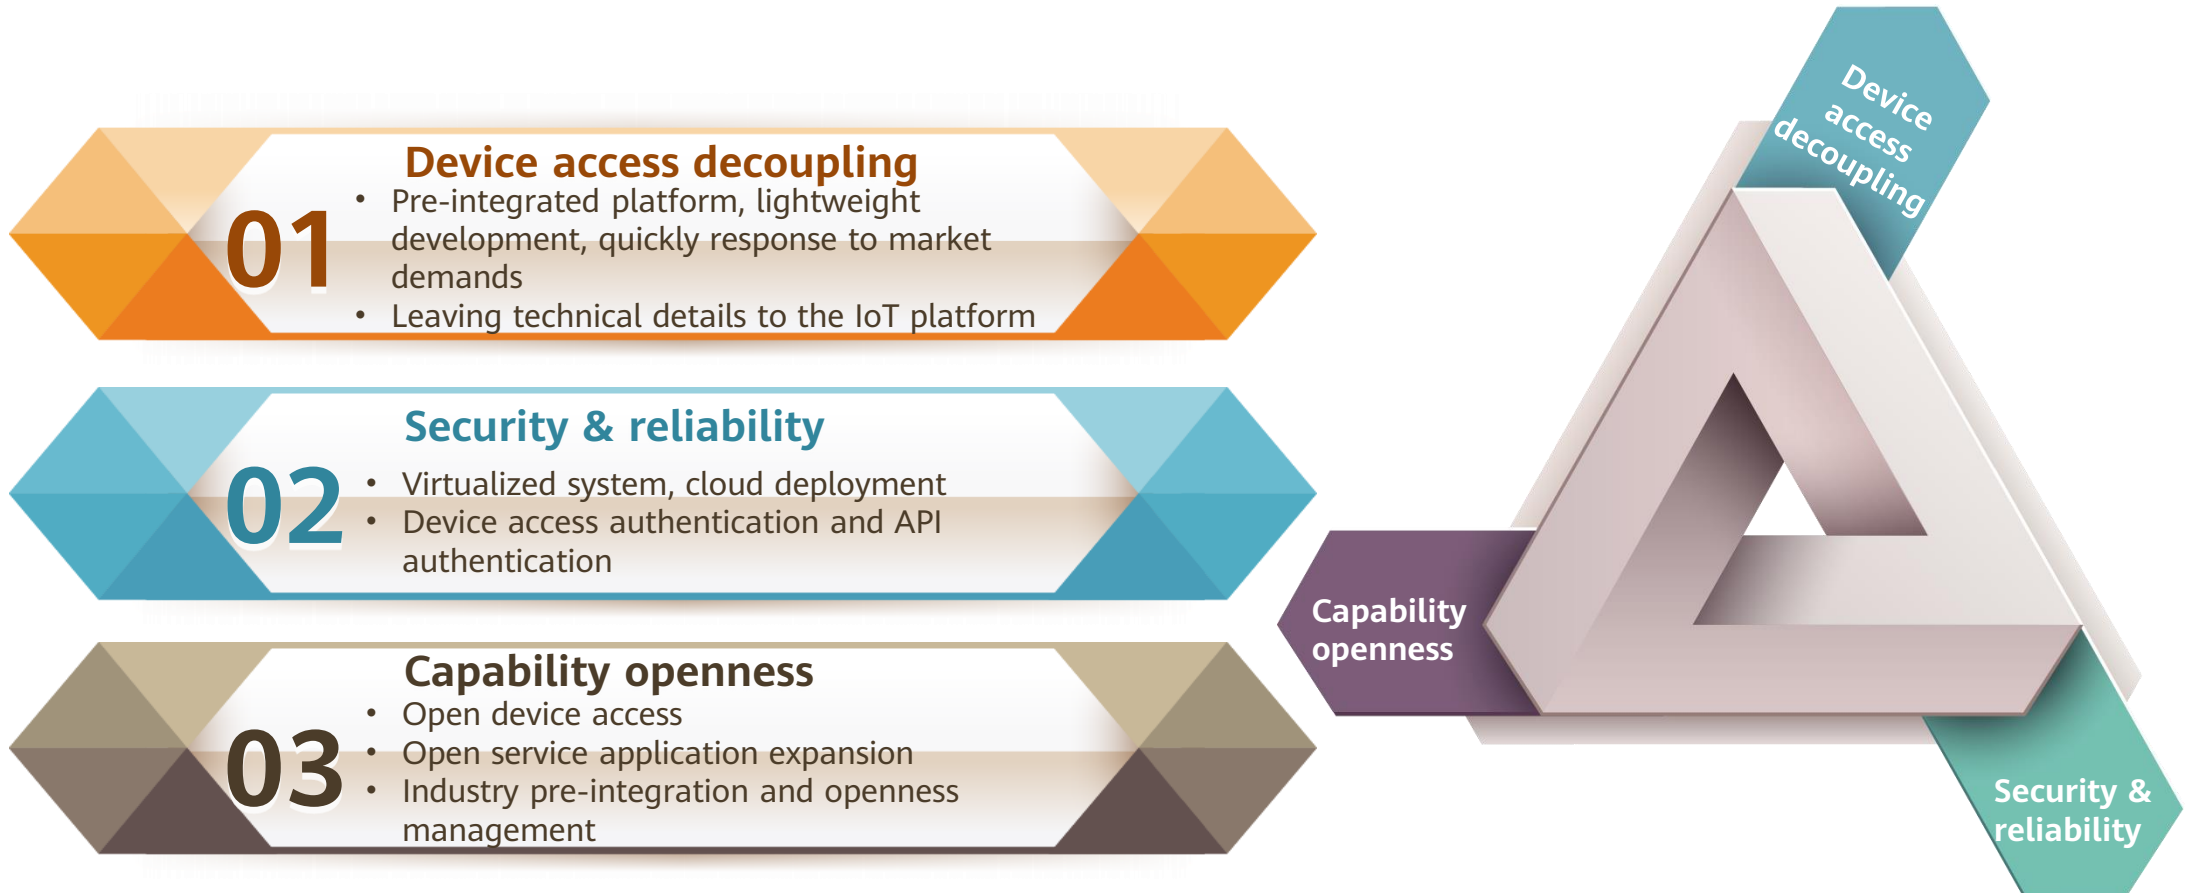 Device access decoupling
01
• Pre-integrated platform, lightweight
development, quickly response to market
demands
• Leaving technical details to the IoT platform
Security & reliability
02
• Virtualized system, cloud deployment
• Device access authentication and API
authentication
Capability openness
03
• Open device access
• Open service application expansion
• Industry pre-integration and openness
management
Device
access
decoupling
Capability
openness
Security &
reliability